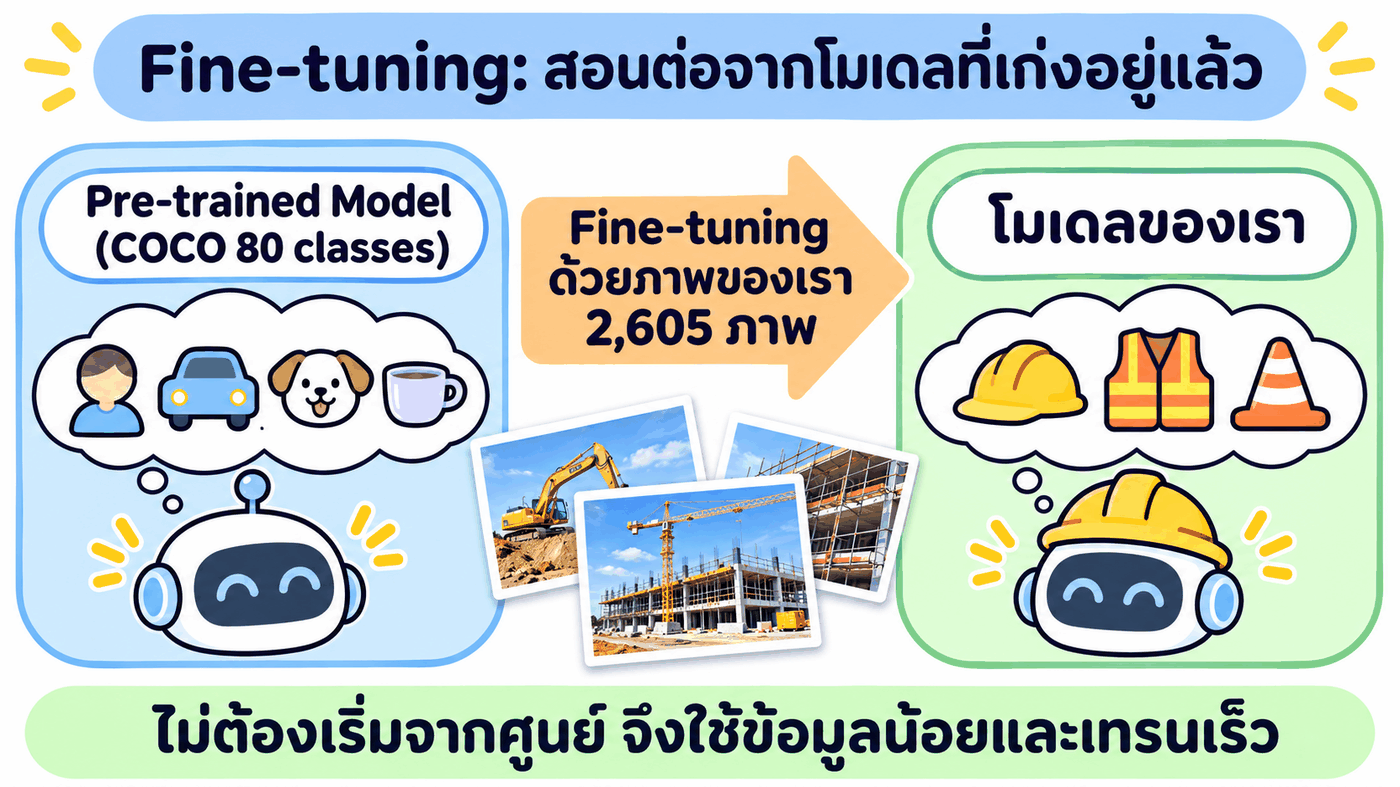 Fine-tuning: สอนต่อจากโมเดลที่เก่งอยู่แล้ว
Pre-trained Model
(COCO 80 classes)
Fine-tuning
ด้วยภาพของเรา
2,605 ภาพ
โมเดลของเรา
ไม่ต้องเริ่มจากศูนย์ จึงใช้ข้อมูลน้อยและเทรนเร็ว